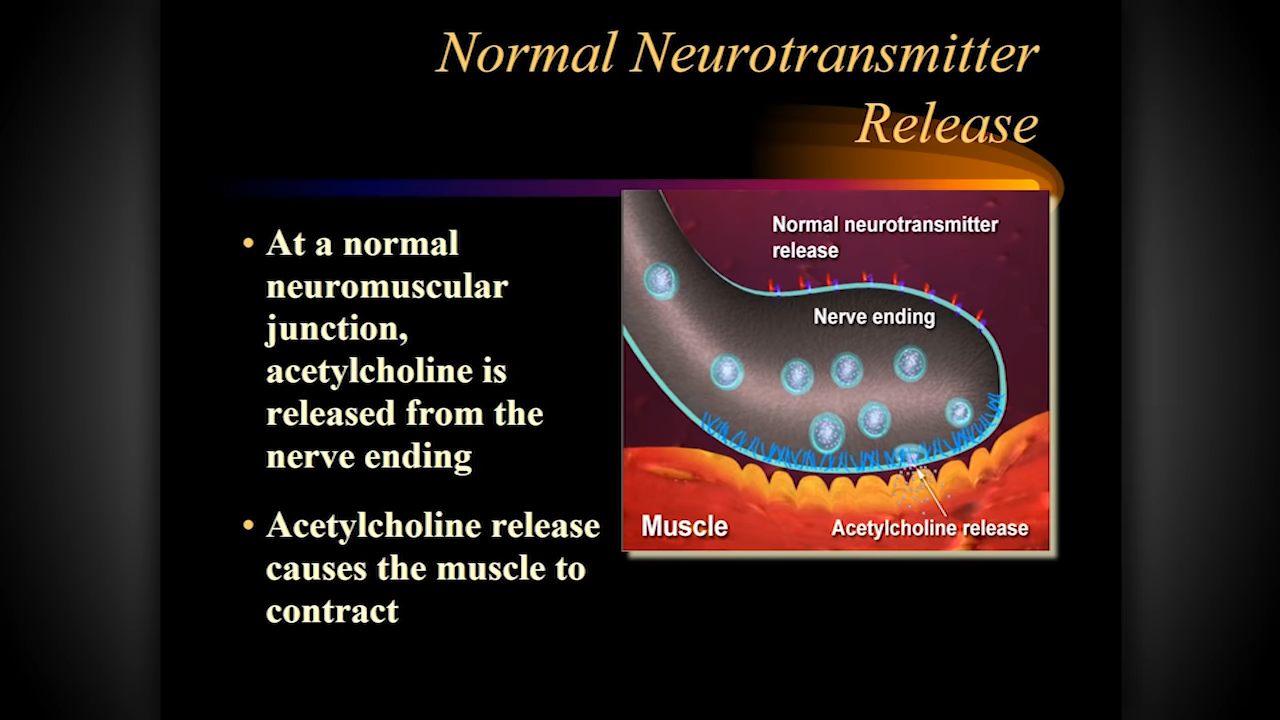 Normal Neurotransmitter
Release
• At a normal
neuromuscular
junction,
acetylcholine is
released from the
nerve ending
• Acetylcholine release
causes the muscle to
contract
Normal neurotransmitter
release
Nerve ending
Muscle
Acetylcholine release